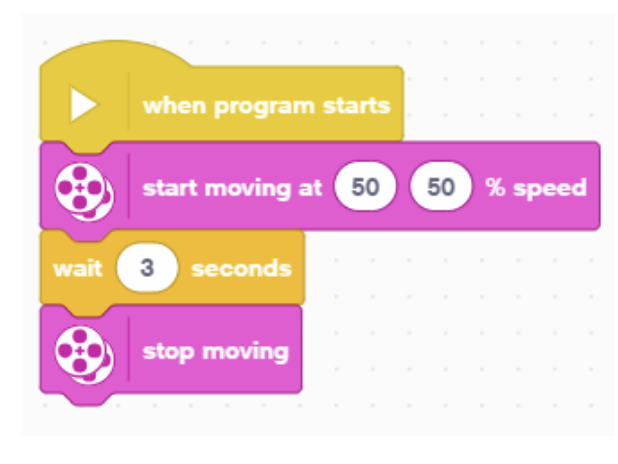 when program starts
start moving at 50 50 % speed
wait 3 seconds
stop moving